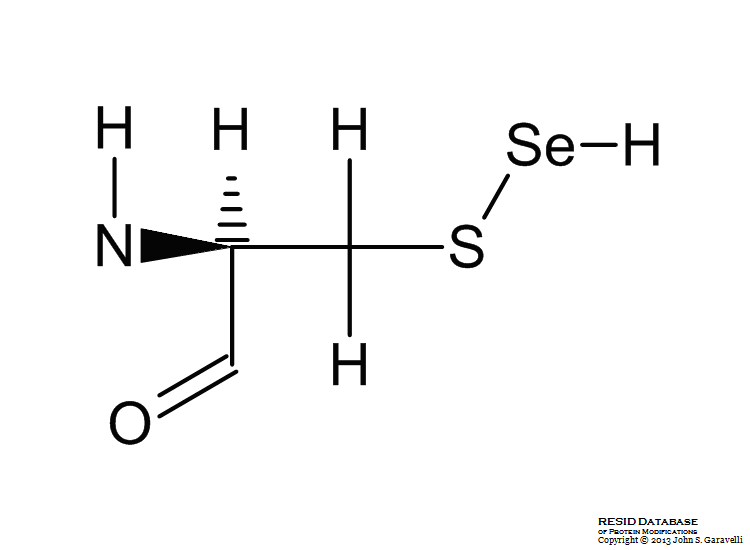 H H H Se H
N S
H
O
RESID DATABASE
OF PROTEIN MODIFICATIONS
Copyright © 2013 John S. Garavelli